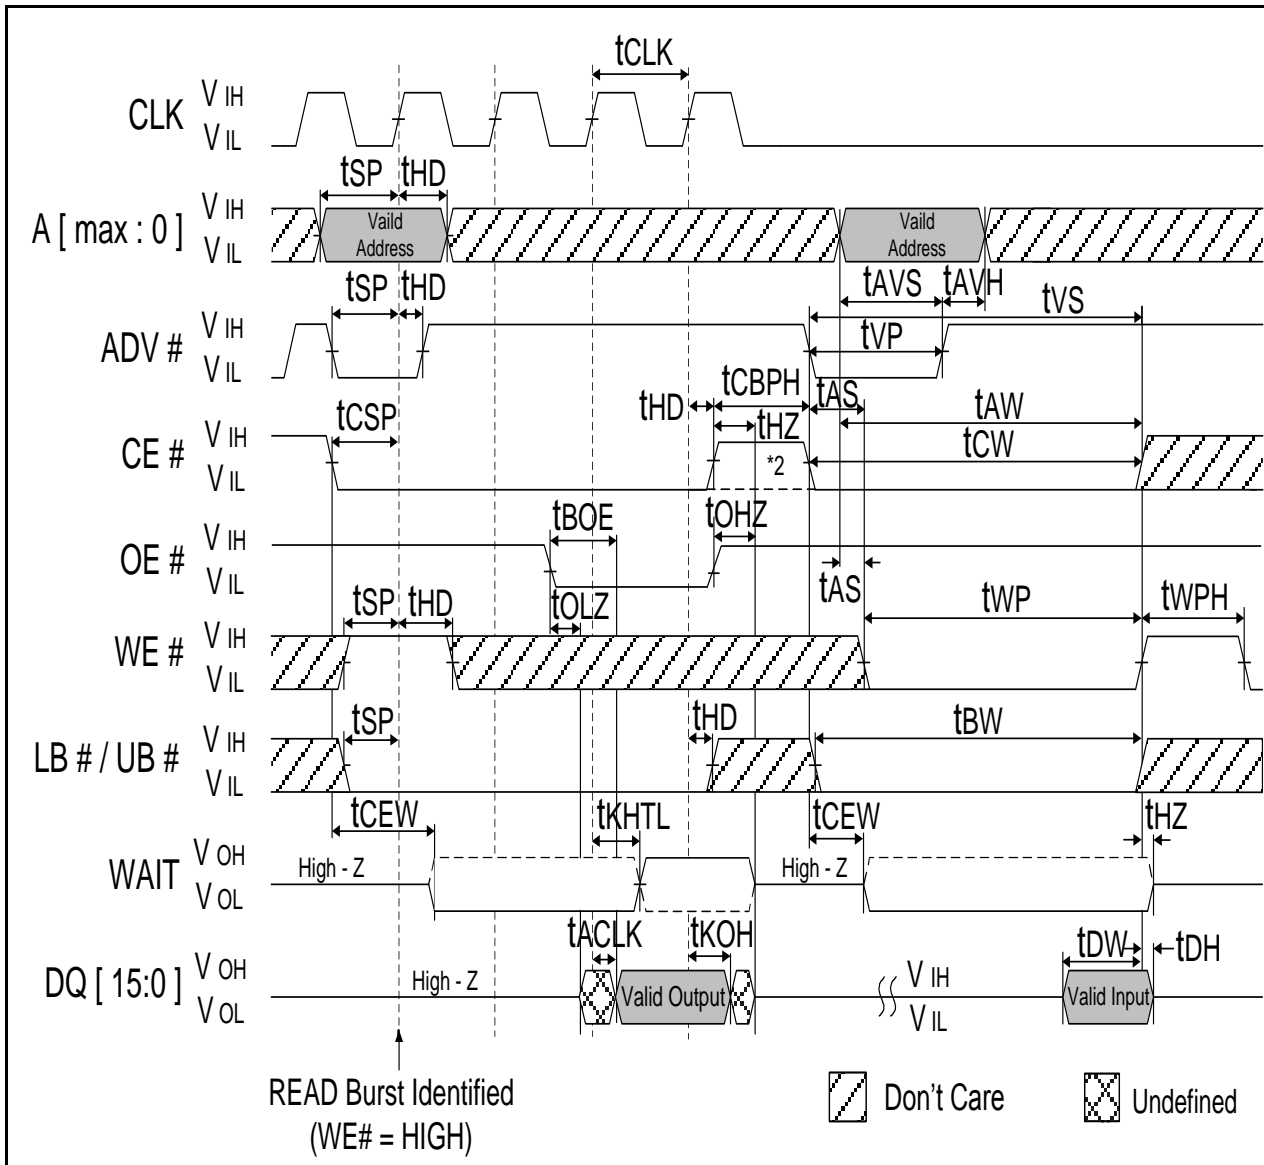 tCLK
CLK
V IH
V IL
tSP
tHD
A [ max : 0 ]
V IH
V IL
Vaild
Address
Vaild
Address
tSP
tHD
tAVS
tAVH
tVS
ADV #
V IH
V IL
tVP
tCBPH
tAS
tHD
tCSP
tHZ
tAW
CE #
V IH
V IL
*2
tCW
tBOE
tOHZ
OE #
V IH
V IL
tAS
tSP
tHD
tOLZ
tWP
tWPH
WE #
V IH
V IL
tSP
tHD
tBW
LB # / UB #
V IH
V IL
tCEW
tKHTL
tCEW
tHZ
WAIT
V OH
V OL
High - Z
High - Z
tACLK
tKOH
tDW
tDH
DQ [ 15:0 ]
V OH
V OL
High - Z
Valid Output
V IH
V IL
Valid Input
READ Burst Identified
(WE# = HIGH)
Don't Care
Undefined